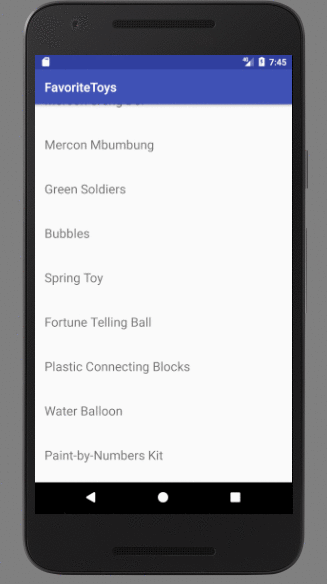 7:45
FavoriteToys
Mercon Mbumbung
Green Soldiers
Bubbles
Spring Toy
Fortune Telling Ball
Plastic Connecting Blocks
Water Balloon
Paint-by-Numbers Kit